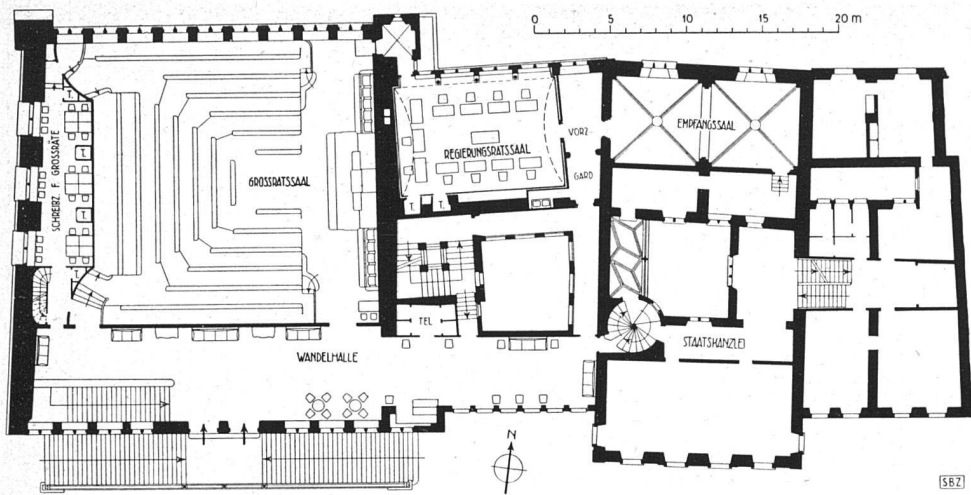 0 5 10 15 20 m
SCHREIBZ. F. GROSSRÄTE
T.
T.
T.
T.
GROSSRATSSAAL
REGIERUNGSRATSSAAL
T. T.
VORZ.
GARD
EMPFANGSSAAL
TEL
STAATSKANZLEI
WANDELHALLE
N
SBZ